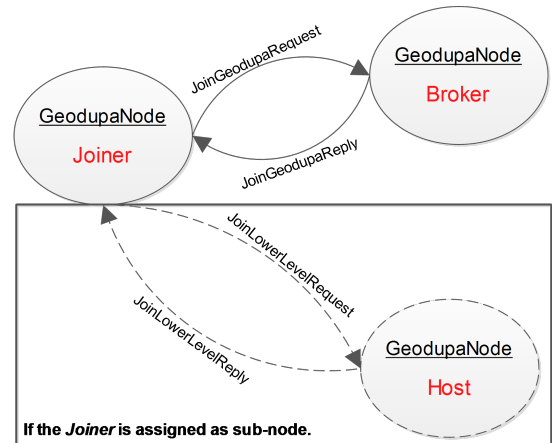 JoinGeodupaRequest
GeodupaNode
Broker
GeodupaNode
Joiner
JoinGeodupaReply
JoinLowerLevelRequest
JoinLowerLevelReply
GeodupaNode
Host
If the Joiner is assigned as sub-node.